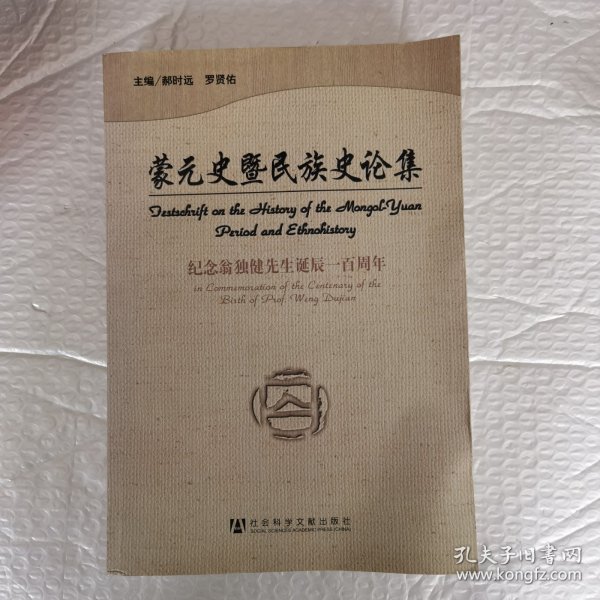 主编/郝时远 罗贤佑
蒙元史暨民族史论集
Festschrift on the History of the Mongol-Yuan
Period and Ethnohistory
纪念翁独健先生诞辰一百周年
in Commemoration of the Centenary of the
Birth of Prof. Weng Dujian
社会科学文献出版社
SOCIAL SCIENCES ACADEMIC PRESS (CHINA)
孔夫子旧书网
www.kongfz.com